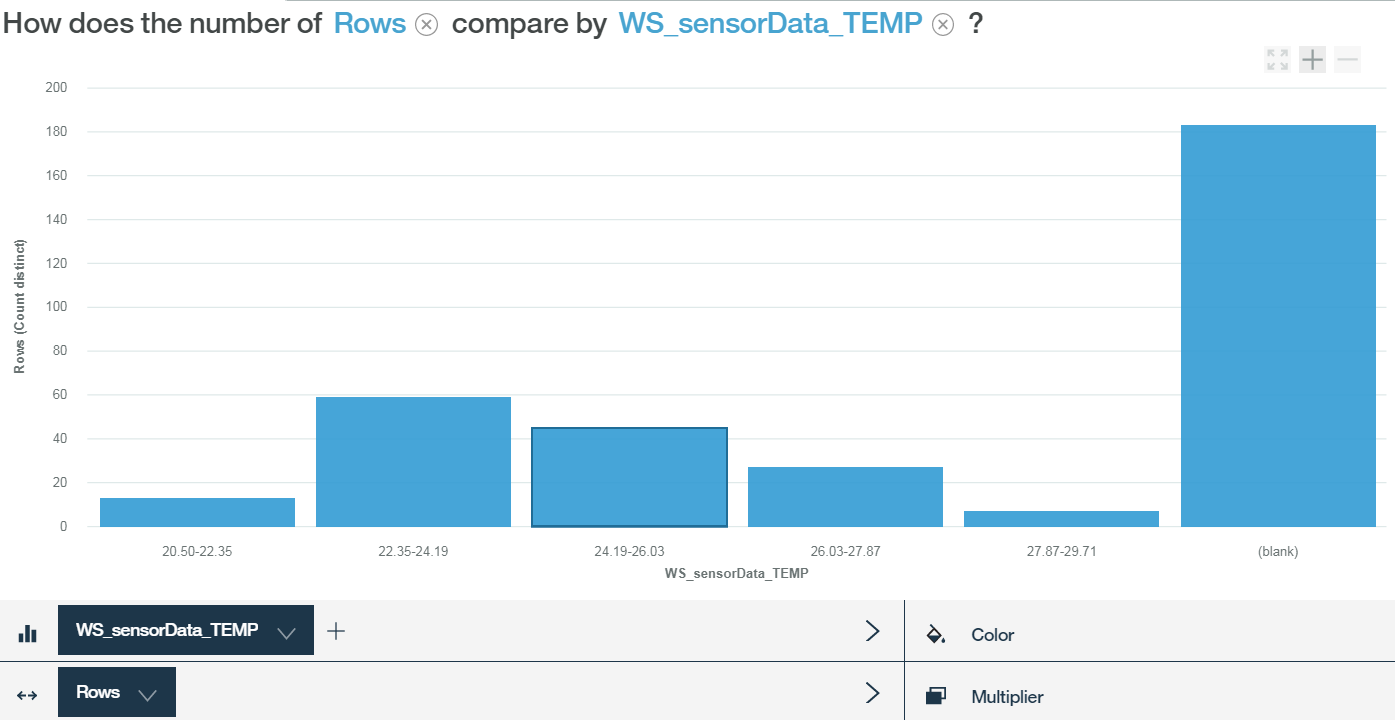 How does the number of Rows compare by WS_sensorData_TEMP ?
200
180
160
140
120
100
80
60
40
20
0
Rows (Count distinct)
20.50-22.35 22.35-24.19 24.19-26.03 26.03-27.87 27.87-29.71 (blank)
WS_sensorData_TEMP
WS_sensorData_TEMP
Color
Rows
Multiplier